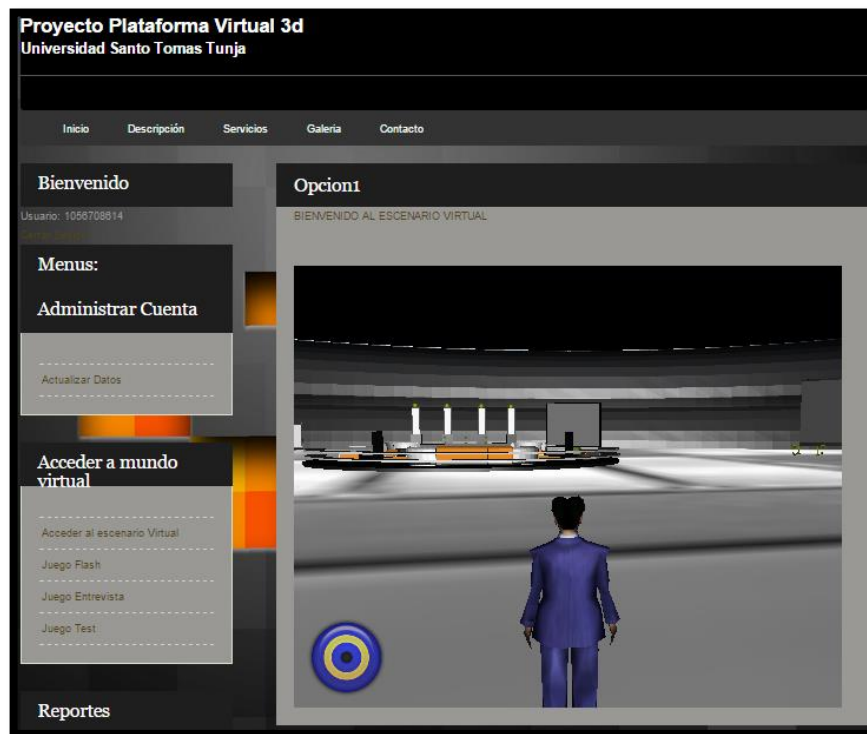 Proyecto Plataforma Virtual 3d
Universidad Santo Tomas Tunja
Inicio Descripción Servicios Galeria Contacto
Bienvenido
Usuario: 1056708614
Menus:
Administrar Cuenta
Actualizar Datos
Acceder a mundo
virtual
Acceder al escenario Virtual
Juego Flash
Juego Entrevista
Juego Test
Reportes
Opcion1
BIENVENIDO AL ESCENARIO VIRTUAL